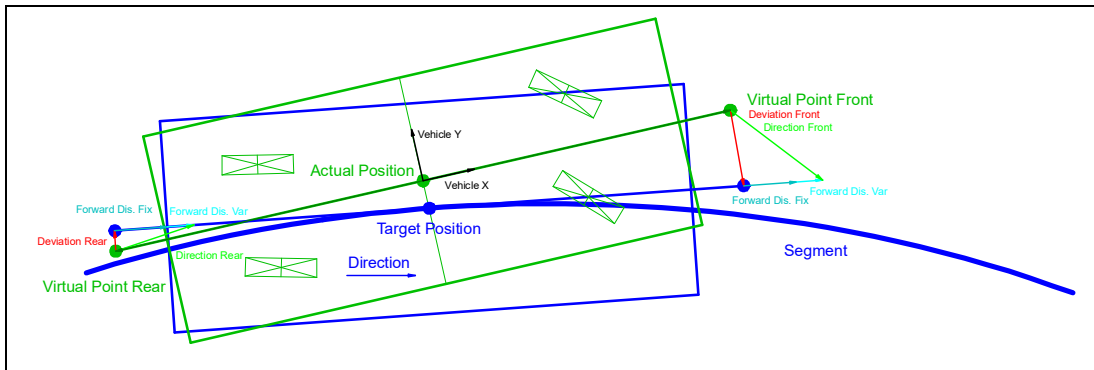 Virtual Point Front
Deviation Front
Direction Front
Vehicle Y
Actual Position
Vehicle X
Forward Dis. Var
Forward Dis. Fix
Forward Dis. Fix
Forward Dis. Var
Target Position
Deviation Rear
Direction Rear
Segment
Direction
Virtual Point Rear